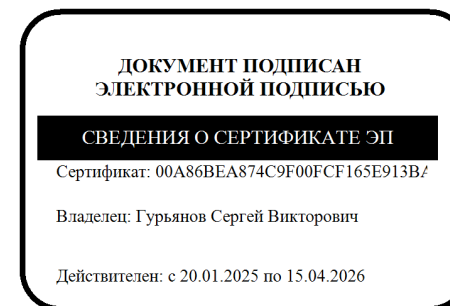 ДОКУМЕНТ ПОДПИСАН
ЭЛЕКТРОННОЙ ПОДПИСЬЮ
СВЕДЕНИЯ О СЕРТИФИКАТЕ ЭП
Сертификат: 00A86BEA874C9F00FCF165E913BA
Владелец: Гурьянов Сергей Викторович
Действителен: с 20.01.2025 по 15.04.2026